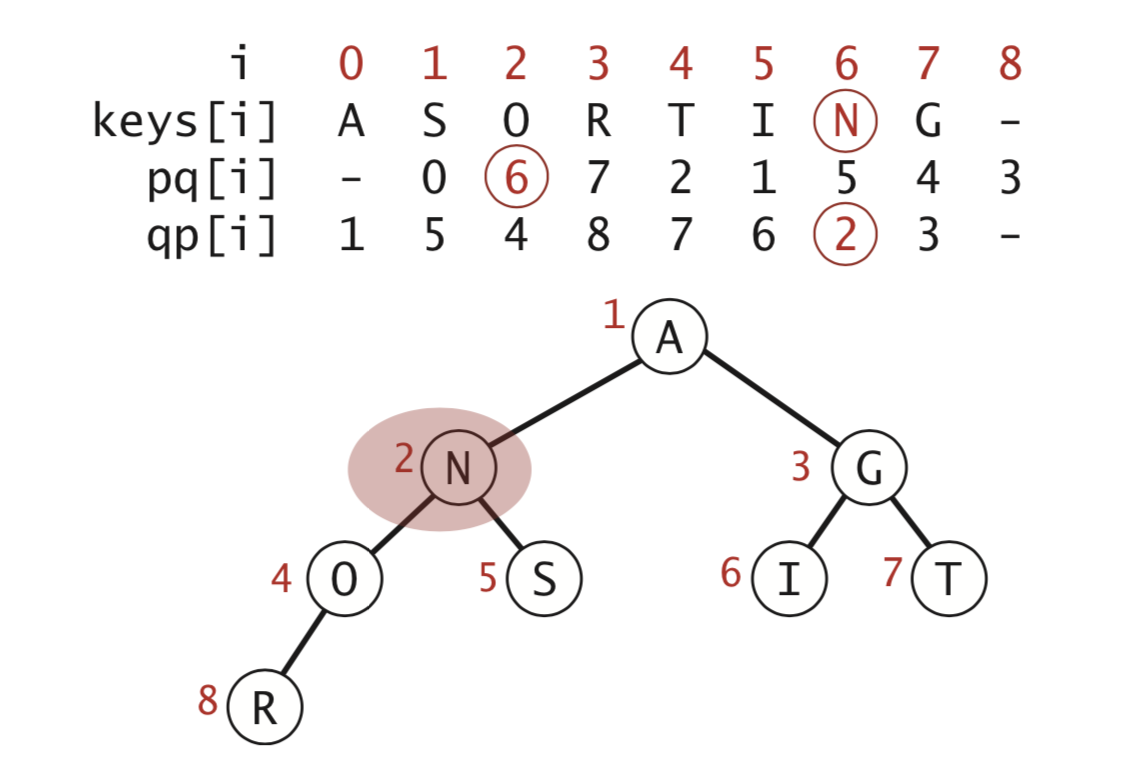 i 0 1 2 3 4 5 6 7 8
keys[i] A S O R T I N G –
pq[i] – 0 6 7 2 1 5 4 3
qp[i] 1 5 4 8 7 6 2 3 –
1 A
2 N 3 G
4 O 5 S 6 I 7 T
8 R